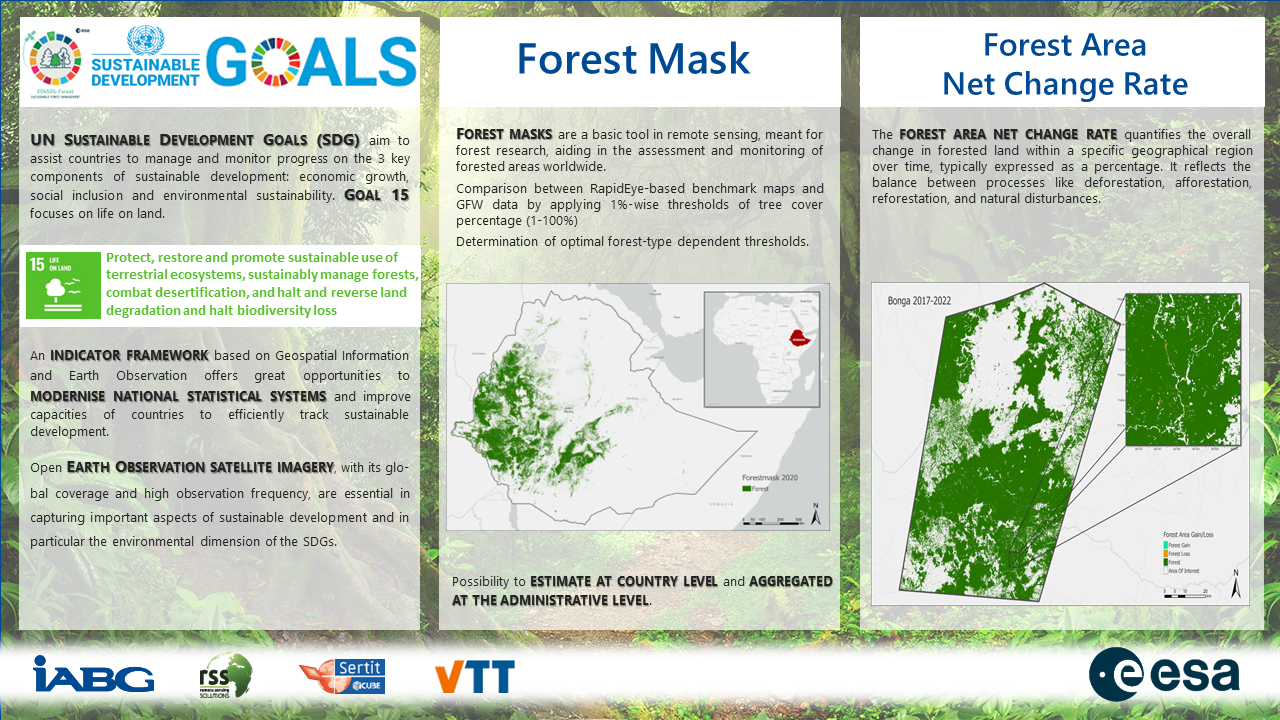 esa
EO4SDG-Forest
SUSTAINABLE FOREST MANAGEMENT
SUSTAINABLE
DEVELOPMENT
GOALS
UN SUSTAINABLE DEVELOPMENT GOALS (SDG) aim to
assist countries to manage and monitor progress on the 3 key
components of sustainable development: economic growth,
social inclusion and environmental sustainability. GOAL 15
focuses on life on land.
15 LIFE
ON LAND
Protect, restore and promote sustainable use of
terrestrial ecosystems, sustainably manage forests,
combat desertification, and halt and reverse land
degradation and halt biodiversity loss
An INDICATOR FRAMEWORK based on Geospatial Information
and Earth Observation offers great opportunities to
MODERNISE NATIONAL STATISTICAL SYSTEMS and improve
capacities of countries to efficiently track sustainable
development.
Open EARTH OBSERVATION SATELLITE IMAGERY, with its glo-
bal coverage and high observation frequency, are essential in
capturing important aspects of sustainable development and in
particular the environmental dimension of the SDGs.
Forest Mask
FOREST MASKS are a basic tool in remote sensing, meant for
forest research, aiding in the assessment and monitoring of
forested areas worldwide.
Comparison between RapidEye-based benchmark maps and
GFW data by applying 1%-wise thresholds of tree cover
percentage (1-100%)
Determination of optimal forest-type dependent thresholds.
Forestmask 2020
Forest
SOMALIA
N
Possibility to ESTIMATE AT COUNTRY LEVEL and AGGREGATED
AT THE ADMINISTRATIVE LEVEL.
Forest Area
Net Change Rate
The FOREST AREA NET CHANGE RATE quantifies the overall
change in forested land within a specific geographical region
over time, typically expressed as a percentage. It reflects the
balance between processes like deforestation, afforestation,
reforestation, and natural disturbances.
Bonga 2017-2022
Forest Area Gain/Loss
Forest Gain
Forest Loss
Forest
Area Of Interest
N
0 5 10 20
iABG
rss
remote sensing
SOLUTIONS
Sertit
iCUBE
VTT
esa